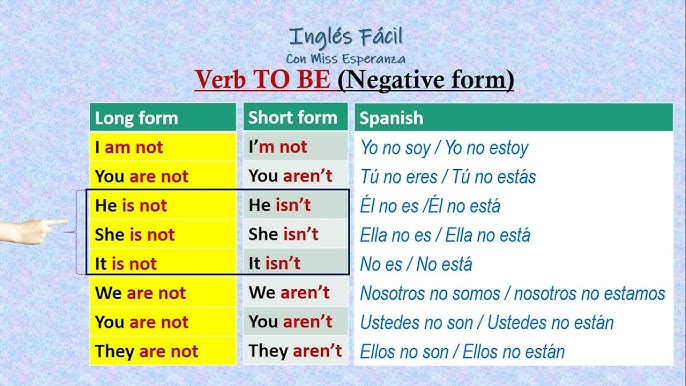 Inglés Fácil
Con Miss Esperanza
Verb TO BE (Negative form)
Long form Short form Spanish
I am not I'm not Yo no soy / Yo no estoy
You are not You aren't Tú no eres / Tú no estás
He is not He isn't Él no es /Él no está
She is not She isn't Ella no es / Ella no está
It is not It isn't No es / No está
We are not We aren't Nosotros no somos / nosotros no estamos
You are not You aren't Ustedes no son / Ustedes no están
They are not They aren't Ellos no son / Ellos no están